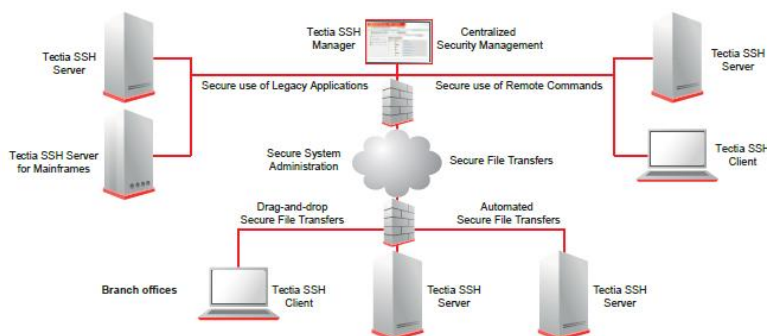 Tectia SSH
Manager
Centralized
Security Management
Tectia SSH
Server
Tectia SSH
Server
Secure use of Legacy Applications
Secure use of Remote Commands
Tectia SSH Server
for Mainframes
Secure System
Administration
Secure File Transfers
Tectia SSH
Client
Drag-and-drop
Secure File Transfers
Automated
Secure File Transfers
Branch offices
Tectia SSH
Client
Tectia SSH
Server
Tectia SSH
Server